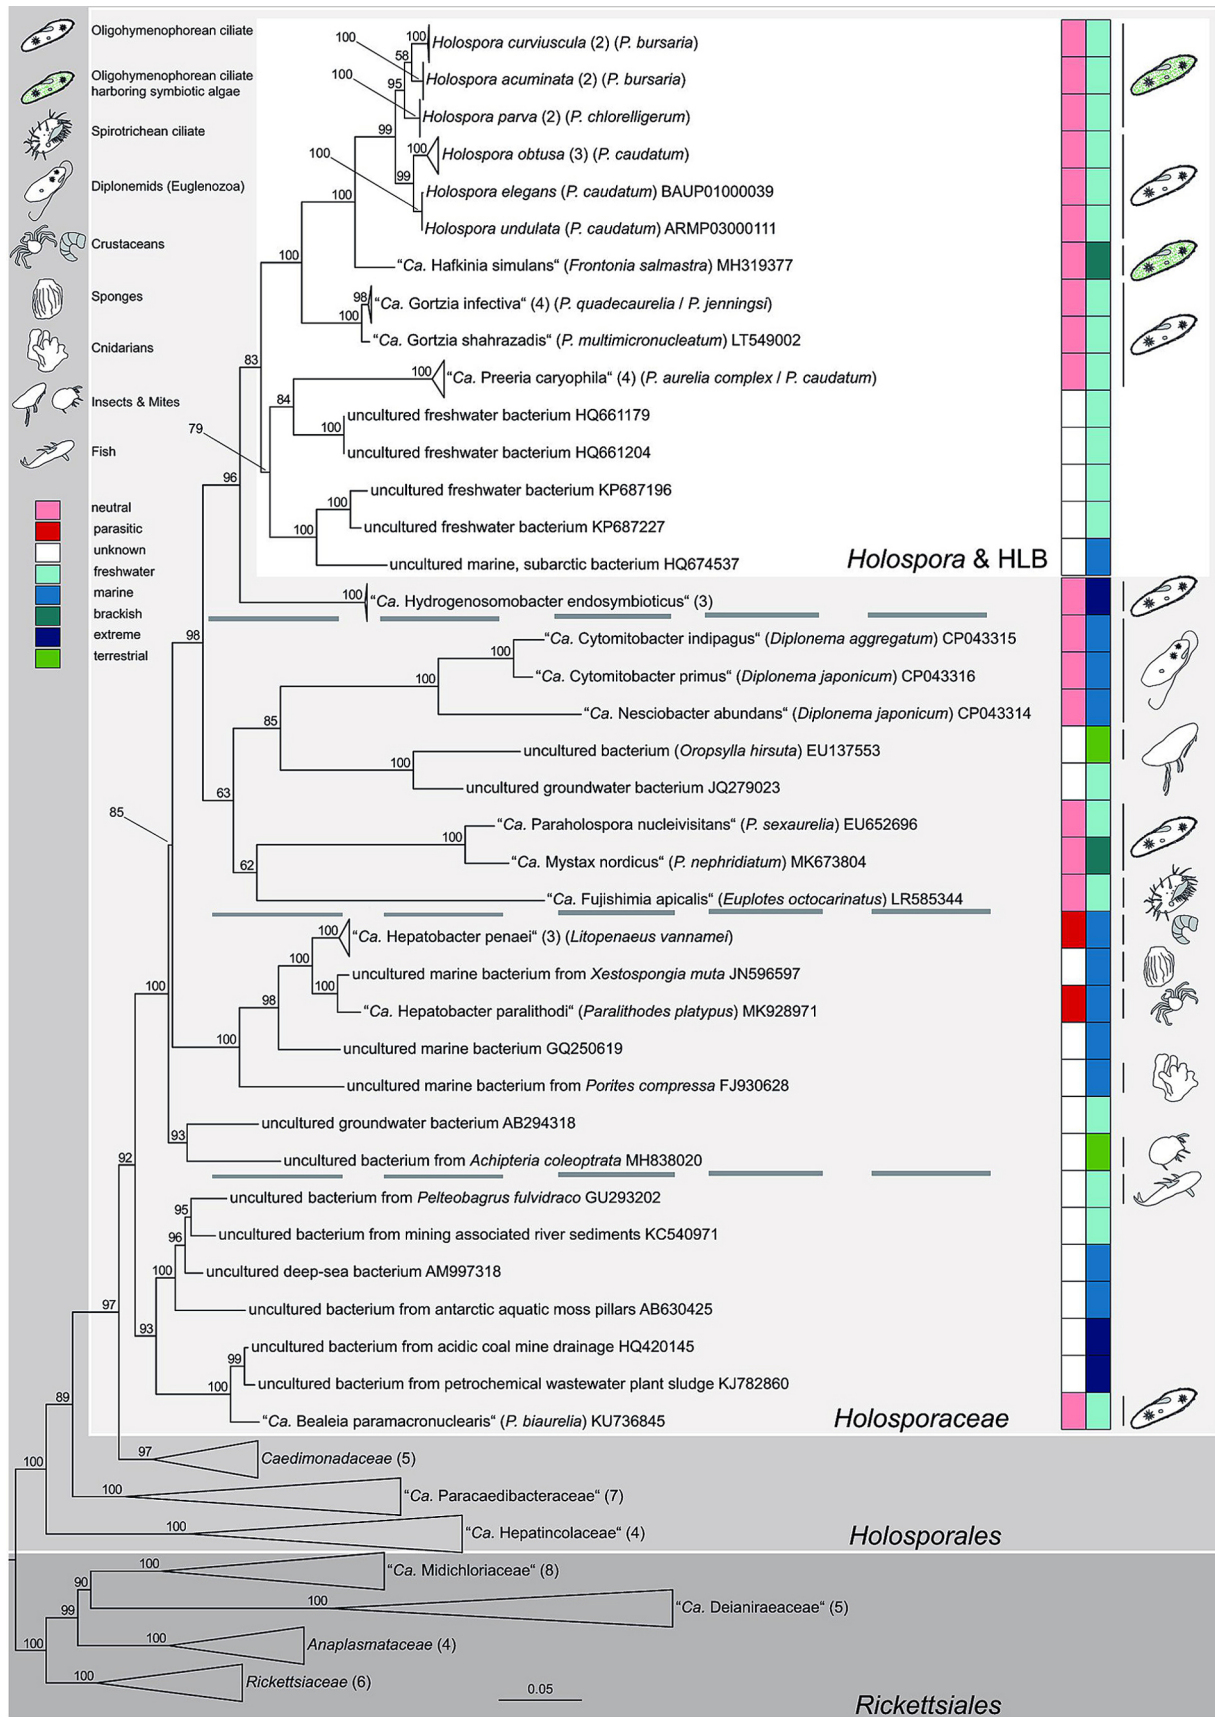 Oligohymenophorean ciliate
Oligohymenophorean ciliate
harboring symbiotic algae
Spirotrichean ciliate
Diplonemids (Euglenozoa)
Crustaceans
Sponges
Cnidarians
Insects & Mites
Fish
neutral
parasitic
unknown
freshwater
marine
brackish
extreme
terrestrial
100 Holospora curviuscula (2) (P. bursaria)
100
58
Holospora acuminata (2) (P. bursaria)
100
95
Holospora parva (2) (P. chlorelligerum)
99
100 Holospora obtusa (3) (P. caudatum)
100
99
Holospora elegans (P. caudatum) BAUP01000039
100
Holospora undulata (P. caudatum) ARMP03000111
100
“Ca. Hafkinia simulans“ (Frontonia salmastra) MH319377
98 “Ca. Gortzia infectiva“ (4) (P. quadecaurelia / P. jenningsi)
100
“Ca. Gortzia shahrazadis“ (P. multimicronucleatum) LT549002
83
100 “Ca. Preeria caryophila“ (4) (P. aurelia complex / P. caudatum)
84
uncultured freshwater bacterium HQ661179
79
100
uncultured freshwater bacterium HQ661204
96
uncultured freshwater bacterium KP687196
100
uncultured freshwater bacterium KP687227
100
uncultured marine, subarctic bacterium HQ674537
Holospora & HLB
100 “Ca. Hydrogenosomobacter endosymbioticus“ (3)
98
“Ca. Cytomitobacter indipagus“ (Diplonema aggregatum) CP043315
100
“Ca. Cytomitobacter primus“ (Diplonema japonicum) CP043316
100
“Ca. Nesciobacter abundans“ (Diplonema japonicum) CP043314
85
uncultured bacterium (Oropsylla hirsuta) EU137553
100
uncultured groundwater bacterium JQ279023
63
85
“Ca. Paraholospora nucleivisitans“ (P. sexaurelia) EU652696
100
“Ca. Mystax nordicus“ (P. nephridiatum) MK673804
62
“Ca. Fujishimia apicalis“ (Euplotes octocarinatus) LR585344
100 “Ca. Hepatobacter penaei“ (3) (Litopenaeus vannamei)
100
uncultured marine bacterium from Xestospongia muta JN596597
100
100
98
“Ca. Hepatobacter paralithodi“ (Paralithodes platypus) MK928971
100
uncultured marine bacterium GQ250619
uncultured marine bacterium from Porites compressa FJ930628
uncultured groundwater bacterium AB294318
93
92
uncultured bacterium from Achipteria coleoptrata MH838020
uncultured bacterium from Pelteobagrus fulvidraco GU293202
95
uncultured bacterium from mining associated river sediments KC540971
96
100
uncultured deep-sea bacterium AM997318
97
uncultured bacterium from antarctic aquatic moss pillars AB630425
93
uncultured bacterium from acidic coal mine drainage HQ420145
99
uncultured bacterium from petrochemical wastewater plant sludge KJ782860
100
89
“Ca. Bealeia paramacronuclearis“ (P. biaurelia) KU736845
Holosporaceae
97 Caedimonadaceae (5)
100
100 “Ca. Paracaedibacteraceae“ (7)
100 “Ca. Hepatincolaceae“ (4)
Holosporales
100 “Ca. Midichloriaceae“ (8)
90
100 “Ca. Deianiraeaceae“ (5)
99
100 Anaplasmataceae (4)
100
100 Rickettsiaceae (6)
0.05
Rickettsiales